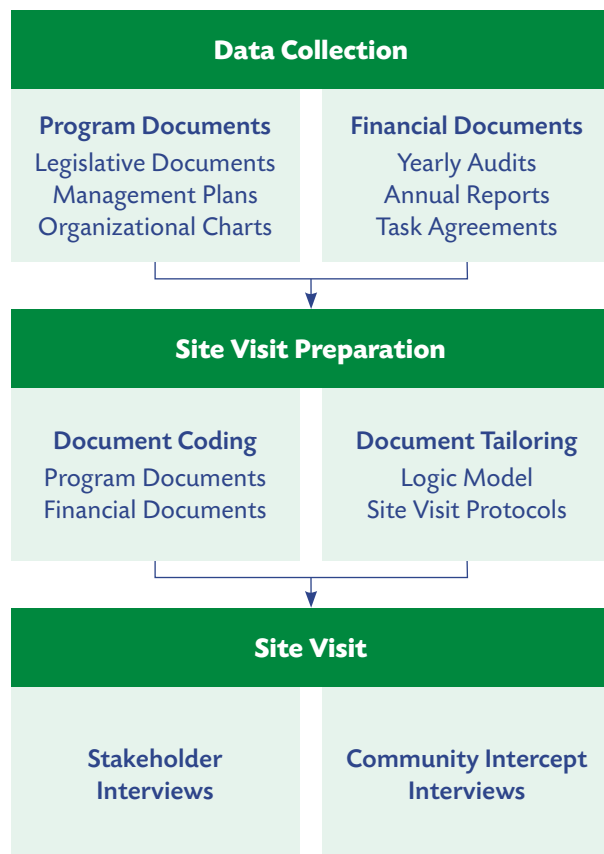 Data Collection
Program Documents
Legislative Documents
Management Plans
Organizational Charts
Financial Documents
Yearly Audits
Annual Reports
Task Agreements
Site Visit Preparation
Document Coding
Program Documents
Financial Documents
Document Tailoring
Logic Model
Site Visit Protocols
Site Visit
Stakeholder
Interviews
Community Intercept
Interviews